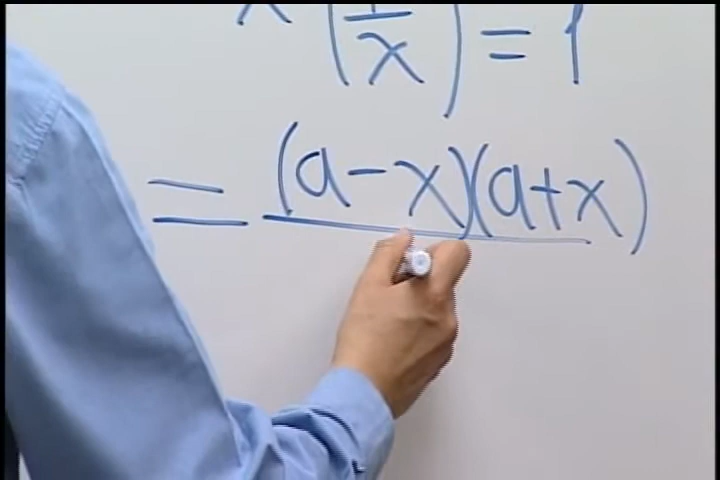 x (1/x) = 1
= (a-x)(a+x)